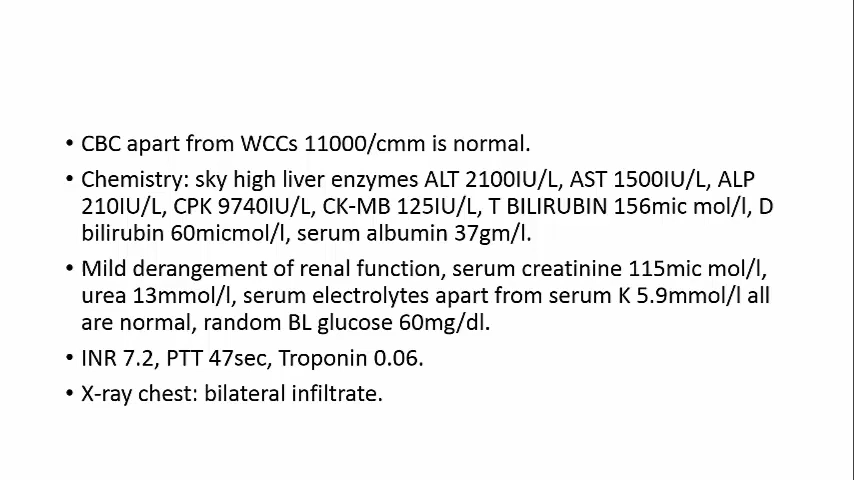 • CBC apart from WCCs 11000/cmm is normal.
• Chemistry: sky high liver enzymes ALT 2100IU/L, AST 1500IU/L, ALP
210IU/L, CPK 9740IU/L, CK-MB 125IU/L, T BILIRUBIN 156mic mol/l, D
bilirubin 60micmol/l, serum albumin 37gm/l.
• Mild derangement of renal function, serum creatinine 115mic mol/l,
urea 13mmol/l, serum electrolytes apart from serum K 5.9mmol/l all
are normal, random BL glucose 60mg/dl.
• INR 7.2, PTT 47sec, Troponin 0.06.
• X-ray chest: bilateral infiltrate.